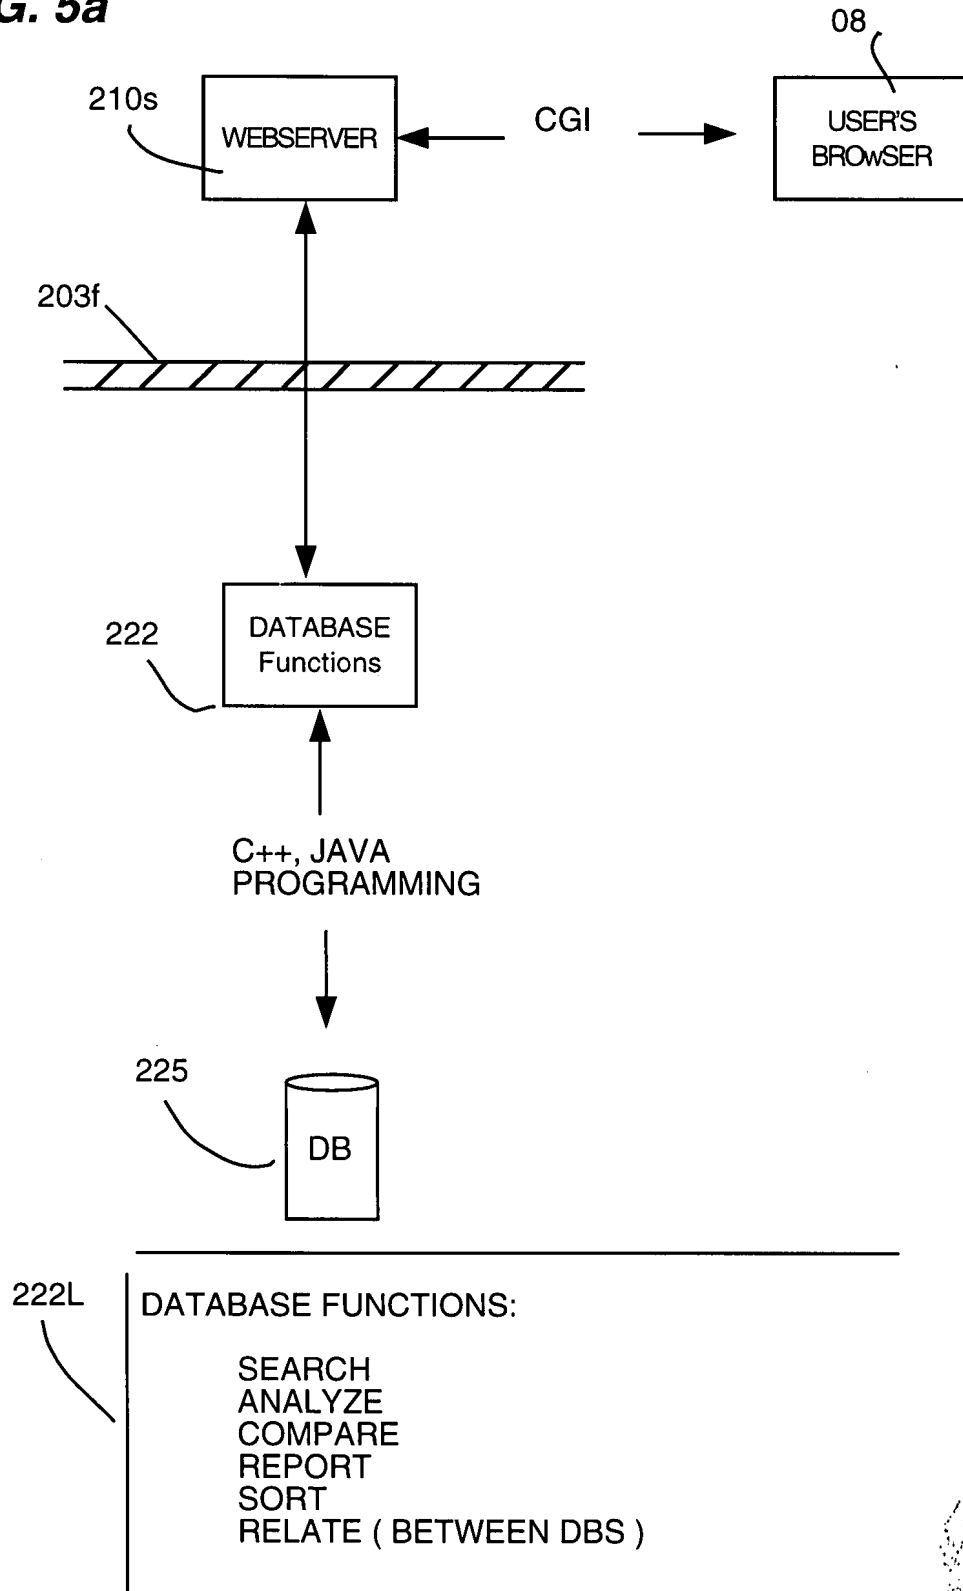 G. 5a
08
210s
WEBSERVER
CGI
USER'S
BROwSER
203f
222
DATABASE
Functions
C++, JAVA
PROGRAMMING
225
DB
222L
DATABASE FUNCTIONS:
SEARCH
ANALYZE
COMPARE
REPORT
SORT
RELATE ( BETWEEN DBS )